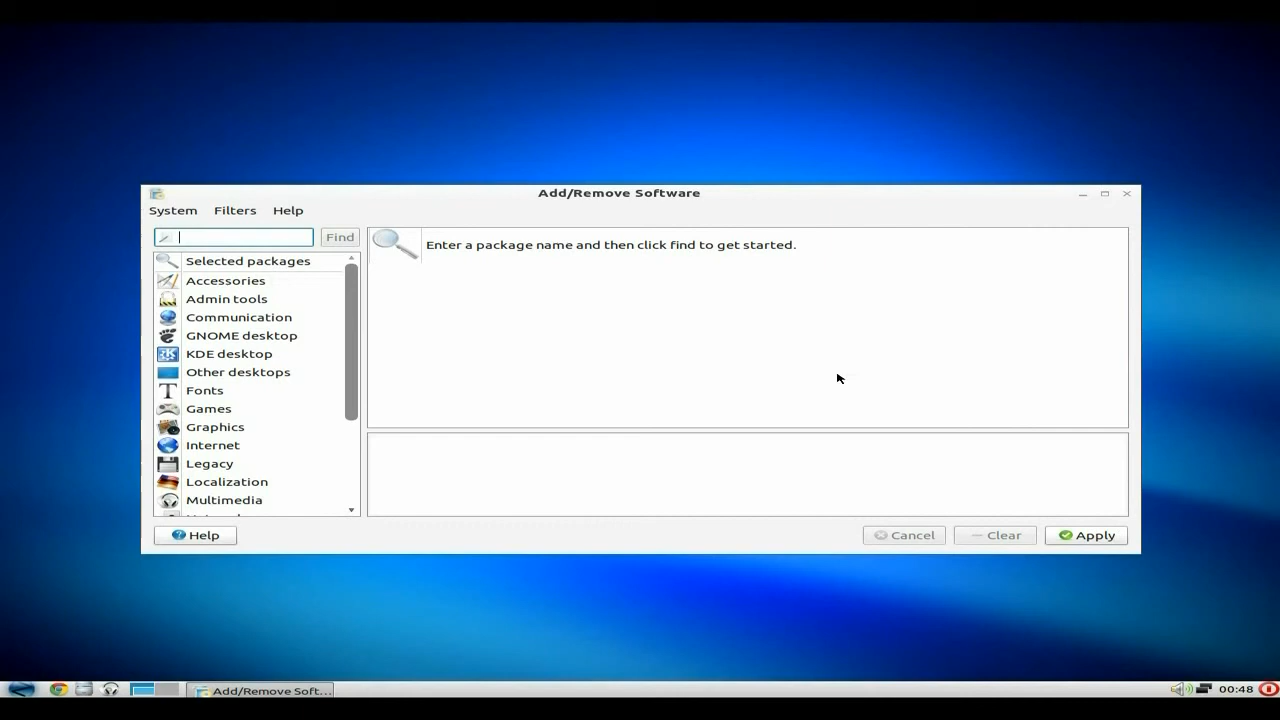 Add/Remove Software
System Filters Help
Find
Enter a package name and then click find to get started.
Selected packages
Accessories
Admin tools
Communication
GNOME desktop
KDE desktop
Other desktops
Fonts
Games
Graphics
Internet
Legacy
Localization
Multimedia
Help
Cancel
Clear
Apply
Add/Remove Soft...
00:48